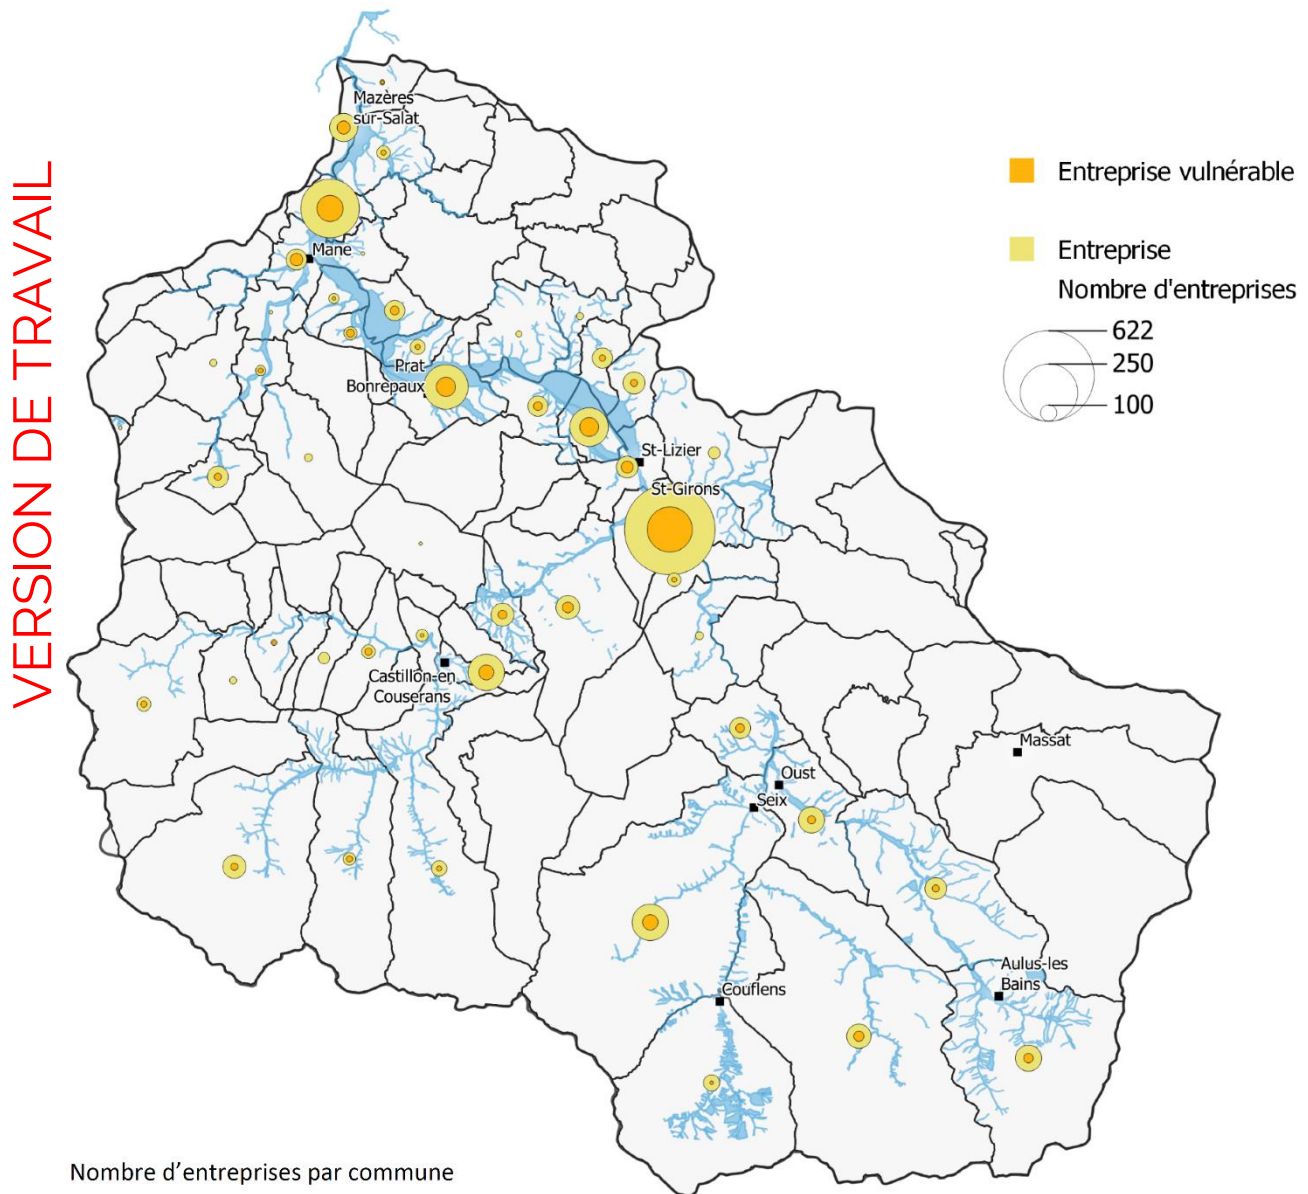 VERSION DE TRAVAIL
Mazères
sur-Salat
Mane
Prat
Bonrepaux
St-Lizier
St-Girons
Castillon-en
Couserans
Massat
Oust
Seix
Aulus-les
Bains
Couflens
Entreprise vulnérable
Entreprise
Nombre d'entreprises
622
250
100
Nombre d’entreprises par commune